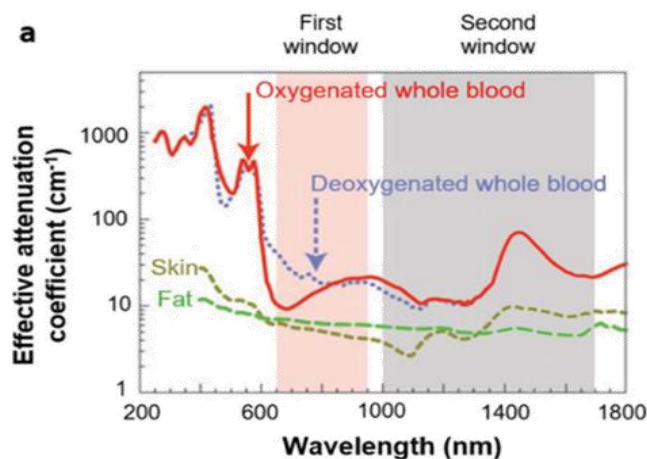 a
First
window
Second
window
Oxygenated whole blood
Deoxygenated whole blood
Skin
Fat
Effective attenuation
coefficient (cm⁻¹)
1000
100
10
1
200
600
1000
1400
1800
Wavelength (nm)